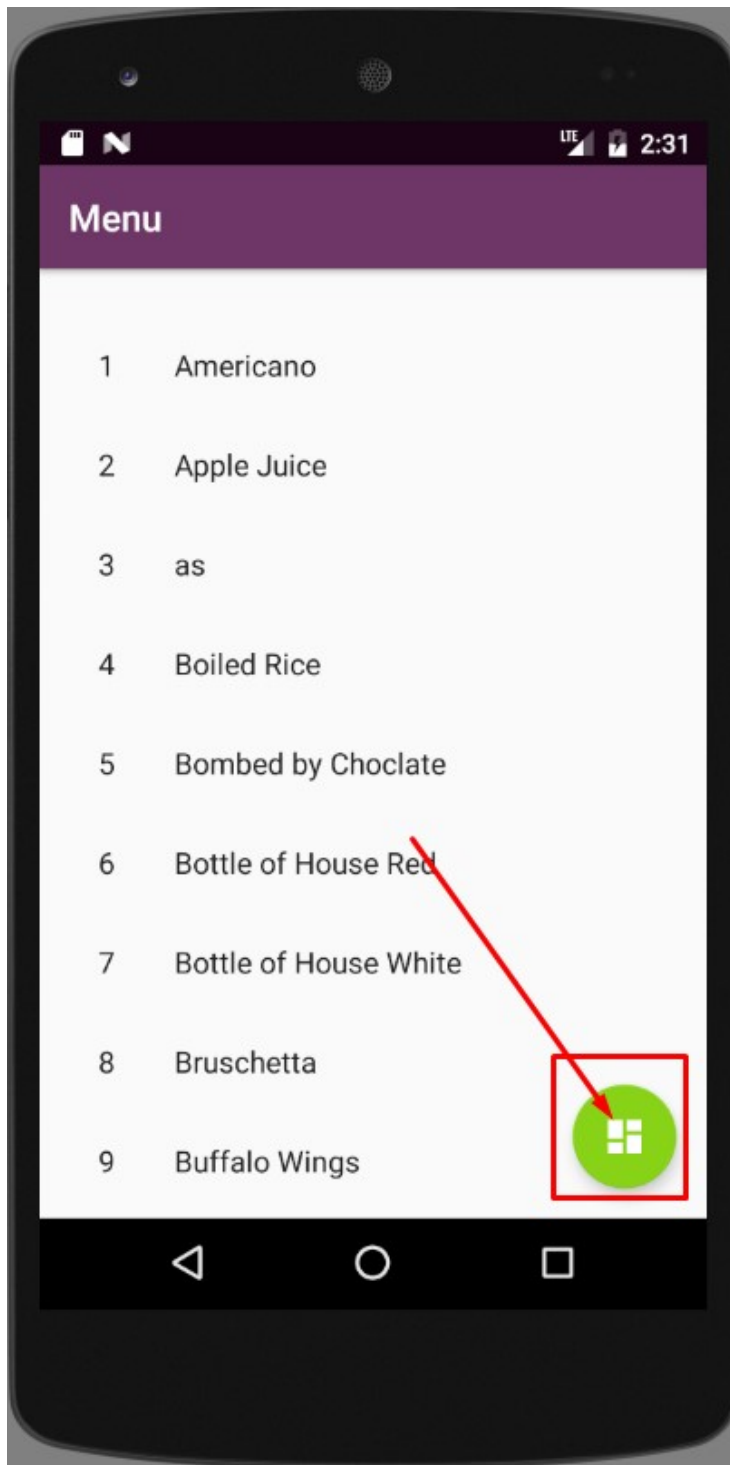 LTE 2:31
Menu
1 Americano
2 Apple Juice
3 as
4 Boiled Rice
5 Bombed by Choclate
6 Bottle of House Red
7 Bottle of House White
8 Bruschetta
9 Buffalo Wings